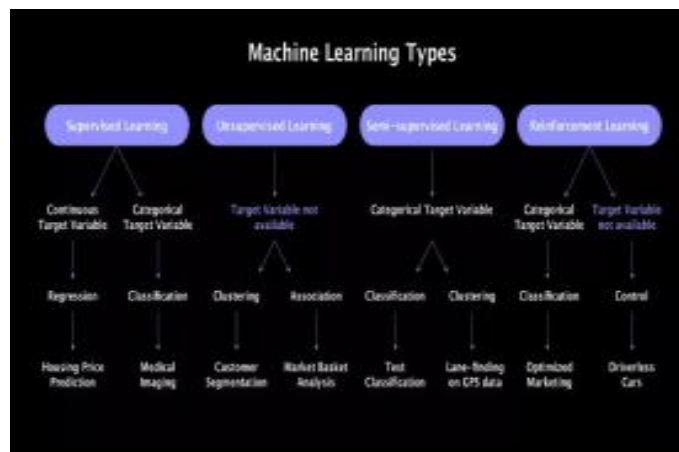 Machine Learning Types
Supervised Learning
Unsupervised Learning
Semi-supervised Learning
Reinforcement Learning
Continuous
Target Variable
Categorical
Target Variable
Target Variable not
available
Categorical Target Variable
Categorical
Target Variable
Target Variable
not available
Regression
Classification
Clustering
Association
Classification
Clustering
Classification
Control
Housing Price
Prediction
Medical
Imaging
Customer
Segmentation
Market Basket
Analysis
Text
Classification
Lane-finding
on GPS data
Optimized
Marketing
Driverless
Cars